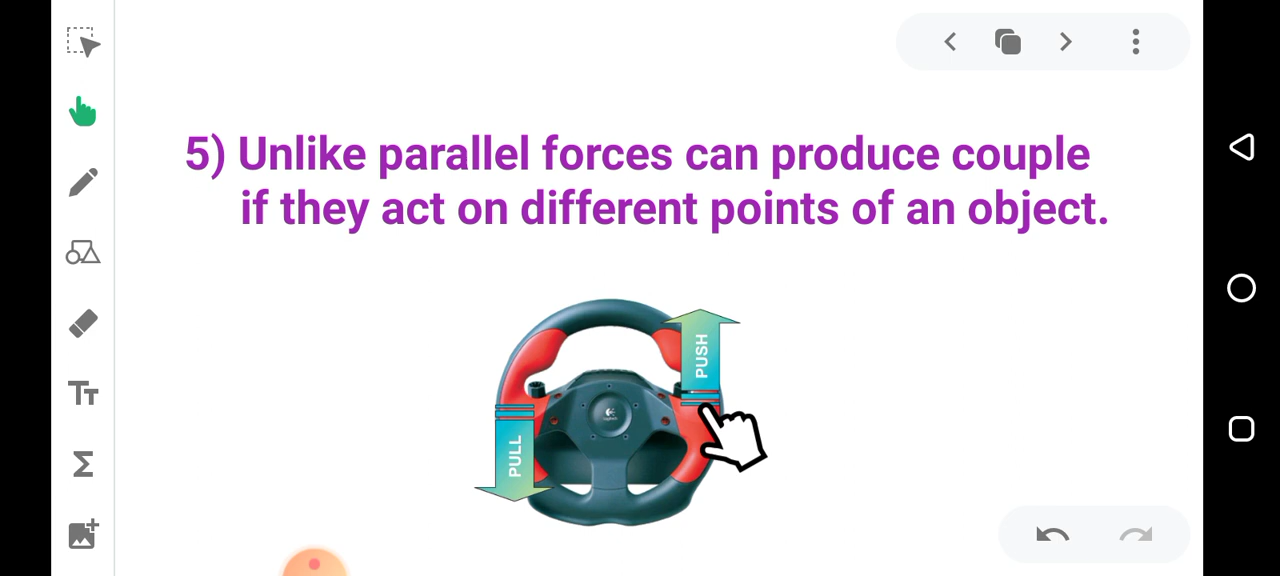 5) Unlike parallel forces can produce couple
if they act on different points of an object.
PUSH
PULL